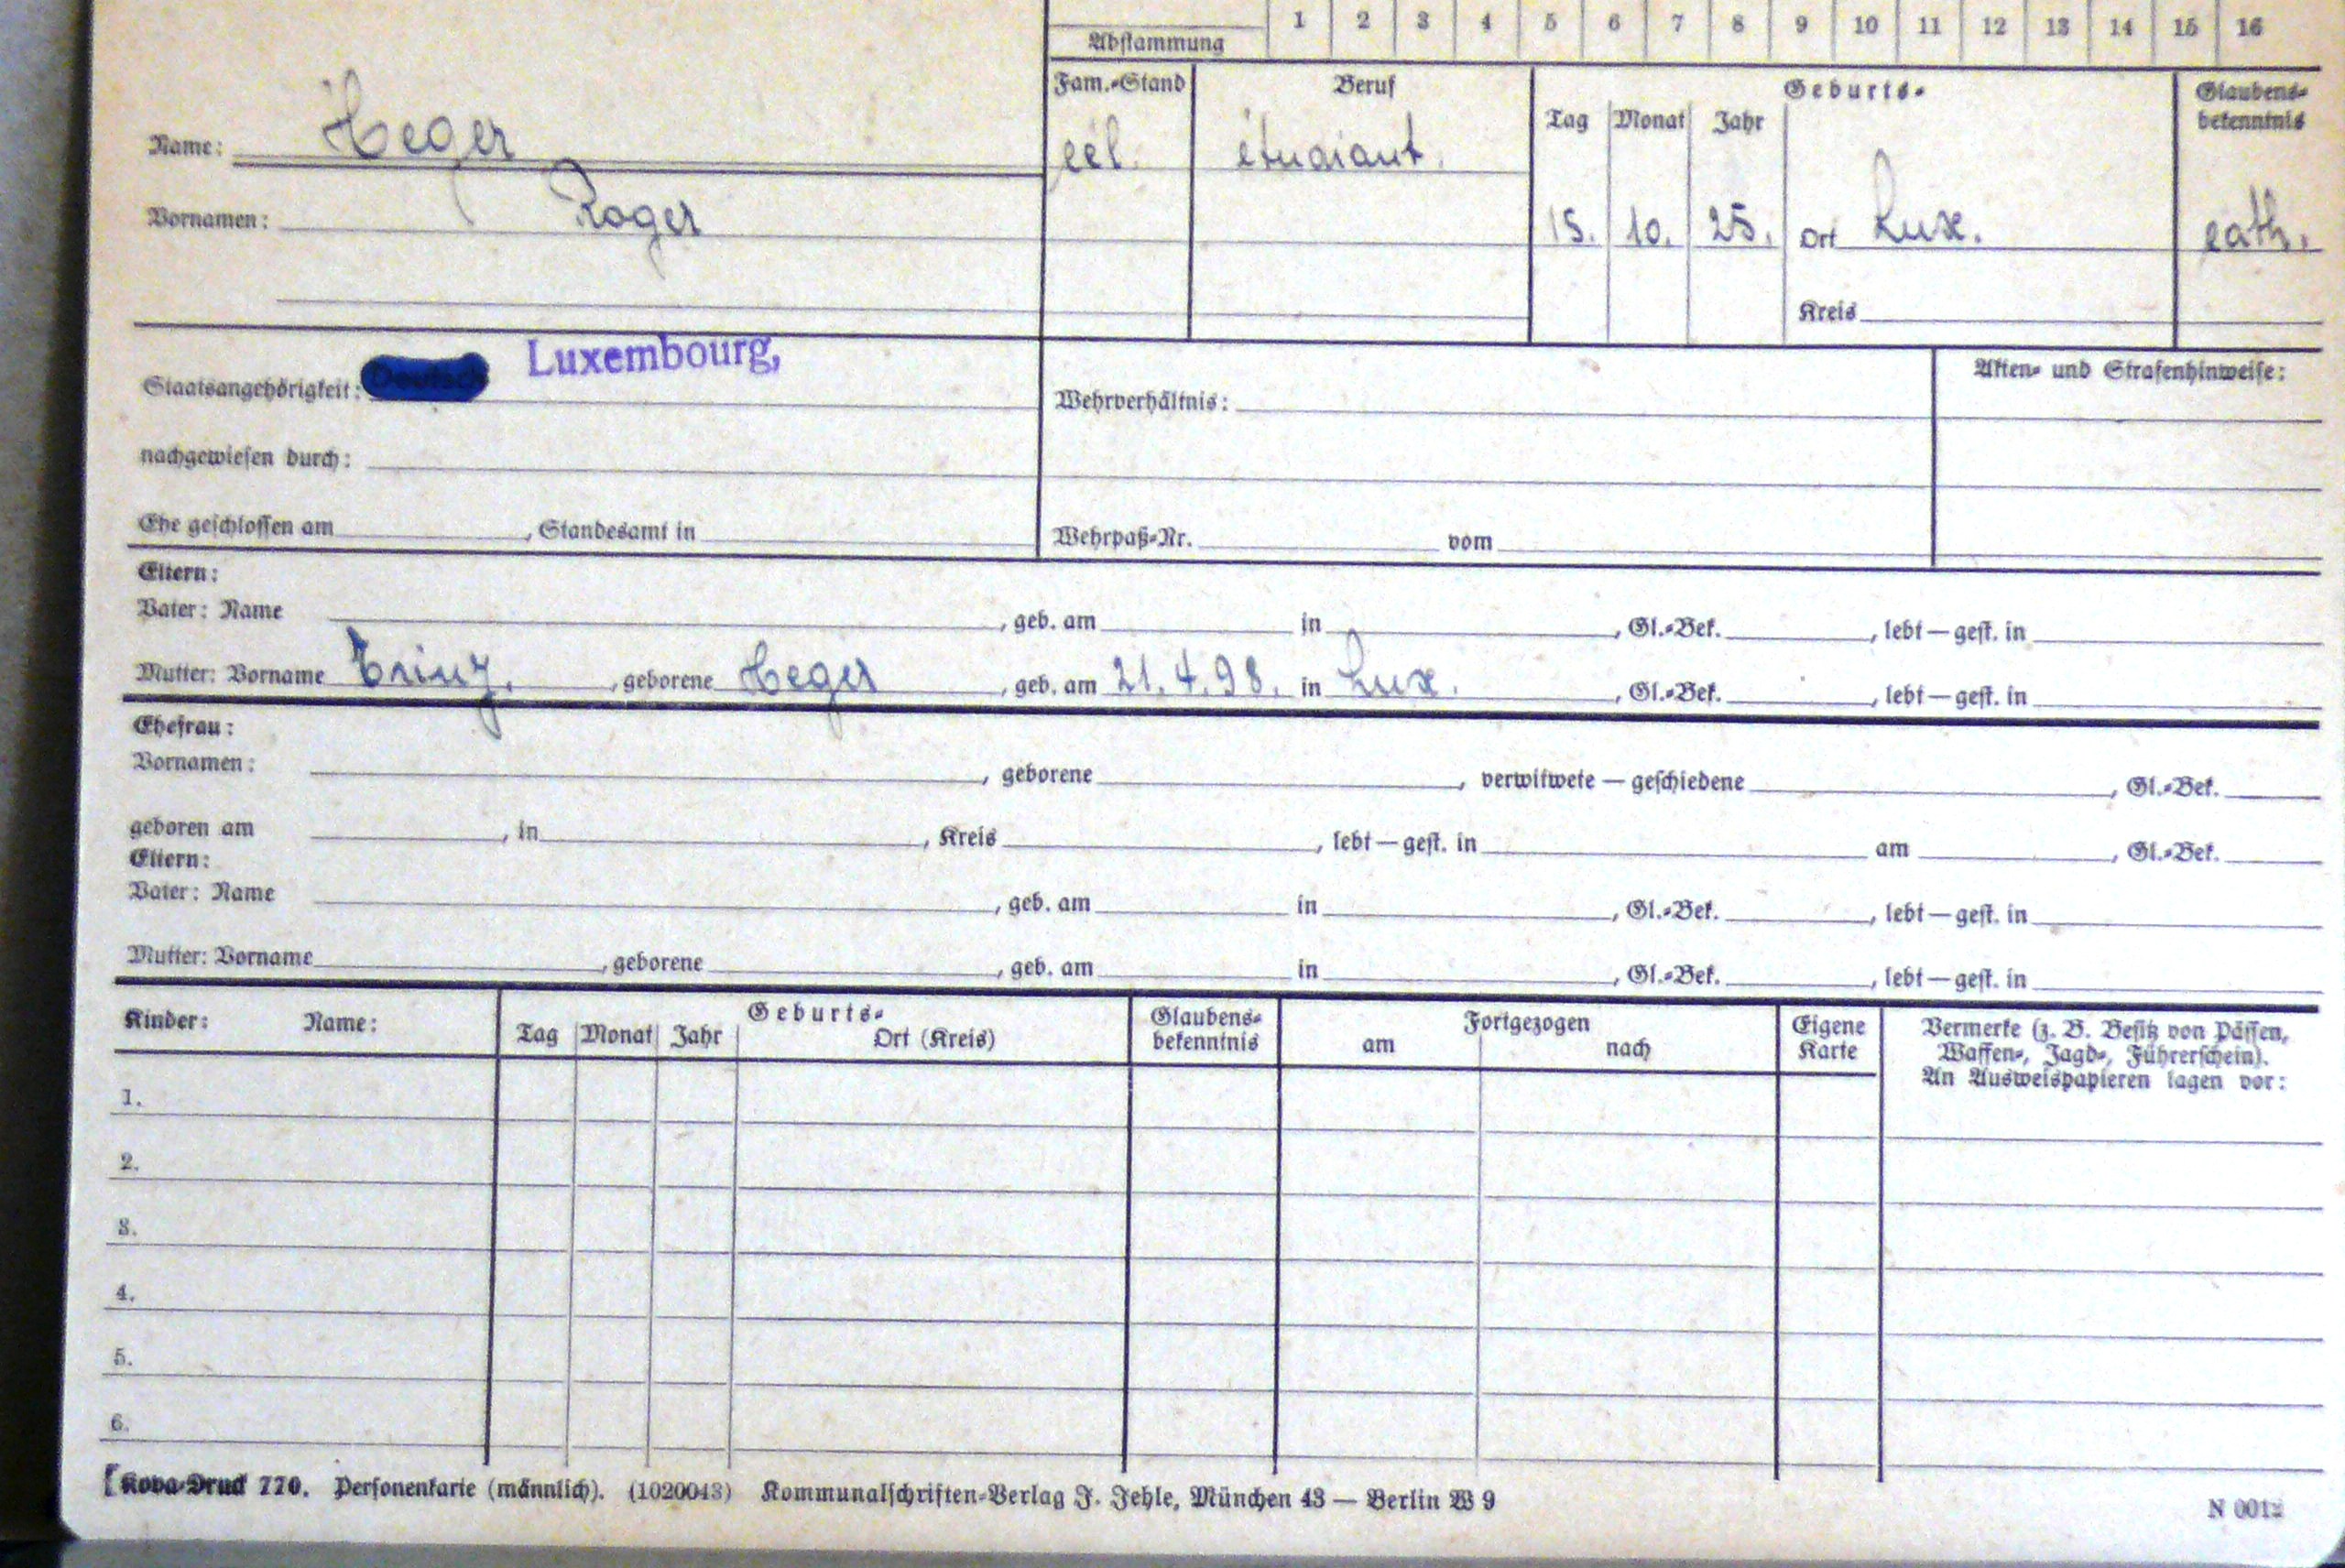 Abstammung 1 2 3 4 5 6 7 8 9 10 11 12 13 14 15 16
Name: Heger
Vornamen: Roger
Fam.-Stand Beruf Geburts- Glaubens-
bekenntnis
Tag Monat Jahr
cél. étudiant.
15. 10. 25. Ort Lux. cath.
Kreis
Staatsangehörigkeit: Deutsch Luxembourg,
nachgewiesen durch:
Ehe geschlossen am , Standesamt in
Wehrverhältnis:
Wehrpaß-Nr. vom
Akten- und Strafenhinweise:
Eltern:
Vater: Name , geb. am in , Gl.-Bek. , lebt — gest. in
Mutter: Vorname , geborene Heger , geb. am 21.4.98. in Lux. , Gl.-Bek. , lebt — gest. in
Ehefrau:
Vornamen: , geborene , verwitwete — geschiedene , Gl.-Bek.
geboren am , in , Kreis , lebt — gest. in am , Gl.-Bek.
Eltern:
Vater: Name , geb. am in , Gl.-Bek. , lebt — gest. in
Mutter: Vorname , geborene , geb. am in , Gl.-Bek. , lebt — gest. in
Kinder: Name: Geburts- Glaubens-
bekenntnis Fortgezogen Eigene
Karte
Tag Monat Jahr Ort (Kreis) am nach
Vermerke (z. B. Besitz von Pässen,
Waffen-, Jagd-, Führerschein).
An Ausweispapieren lagen vor:
1.
2.
3.
4.
5.
6.
Kova-Druck 770. Personenkarte (männlich). (1020043) Kommunalschriften-Verlag J. Jehle, München 43 — Berlin W 9